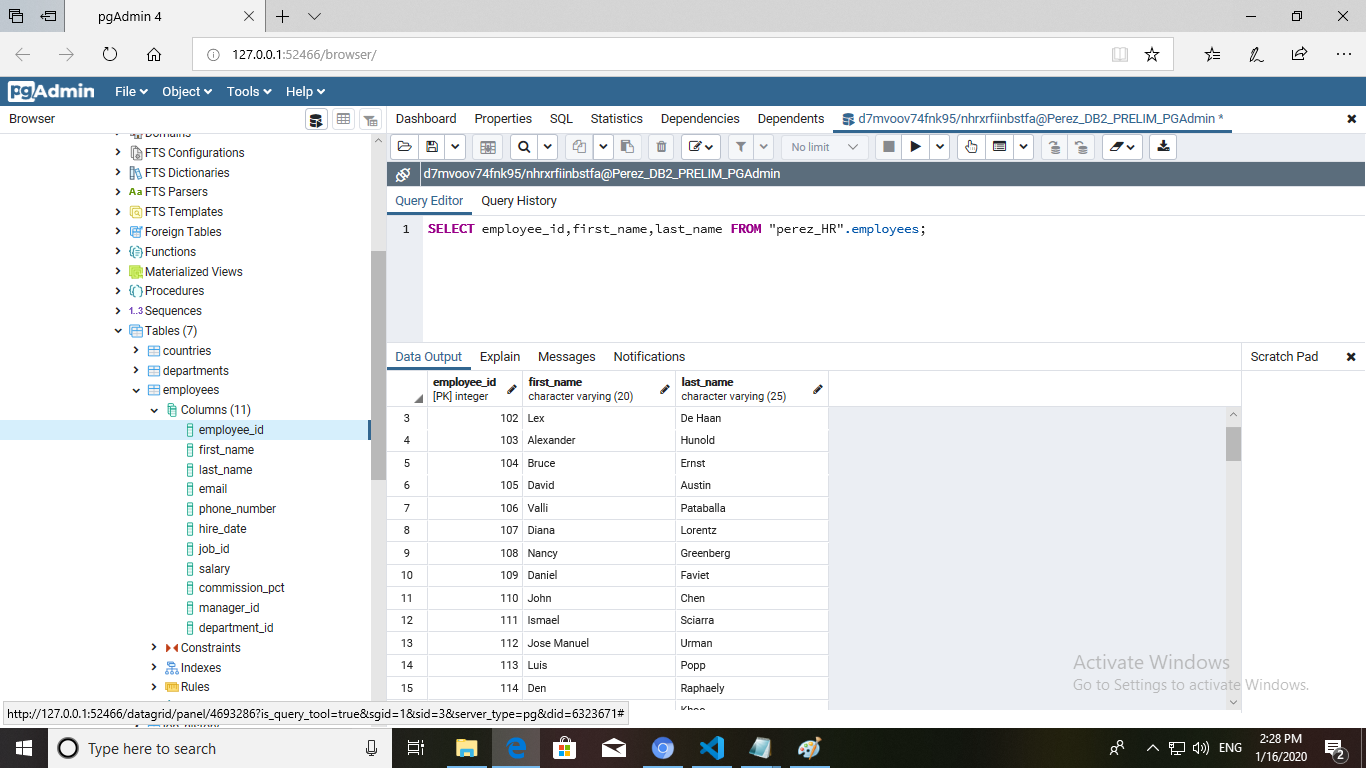 pgAdmin 4
127.0.0.1:52466/browser/
pgAdmin File Object Tools Help
Browser
Dashboard Properties SQL Statistics Dependencies Dependents d7mvoov74fnk95/nhrxrfiinbstfa@Perez_DB2_PRELIM_PGAdmin *
No limit
d7mvoov74fnk95/nhrxrfiinbstfa@Perez_DB2_PRELIM_PGAdmin
Query Editor Query History
1 SELECT employee_id,first_name,last_name FROM "perez_HR".employees;
Domains
FTS Configurations
FTS Dictionaries
Aa FTS Parsers
FTS Templates
Foreign Tables
Functions
Materialized Views
Procedures
1..3 Sequences
Tables (7)
countries
departments
employees
Columns (11)
employee_id
first_name
last_name
email
phone_number
hire_date
job_id
salary
commission_pct
manager_id
department_id
Constraints
Indexes
Rules
Data Output Explain Messages Notifications
Scratch Pad
employee_id first_name last_name
[PK] integer character varying (20) character varying (25)
3 102 Lex De Haan
4 103 Alexander Hunold
5 104 Bruce Ernst
6 105 David Austin
7 106 Valli Pataballa
8 107 Diana Lorentz
9 108 Nancy Greenberg
10 109 Daniel Faviet
11 110 John Chen
12 111 Ismael Sciarra
13 112 Jose Manuel Urman
14 113 Luis Popp
15 114 Den Raphaely
Khoo
Activate Windows
Go to Settings to activate Windows.
http://127.0.0.1:52466/datagrid/panel/4693286?is_query_tool=true&sgid=1&sid=3&server_type=pg&did=6323671#
Type here to search
ENG
2:28 PM
1/16/2020
2